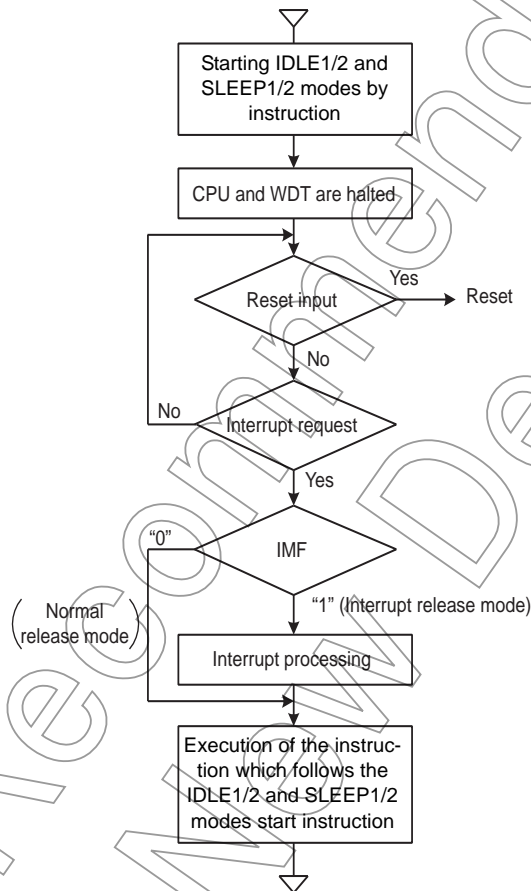 Starting IDLE1/2 and
SLEEP1/2 modes by
instruction
CPU and WDT are halted
Reset input
Yes
Reset
No
Interrupt request
No
Yes
IMF
“0”
“1” (Interrupt release mode)
Normal
release mode
Interrupt processing
Execution of the instruc-
tion which follows the
IDLE1/2 and SLEEP1/2
modes start instruction